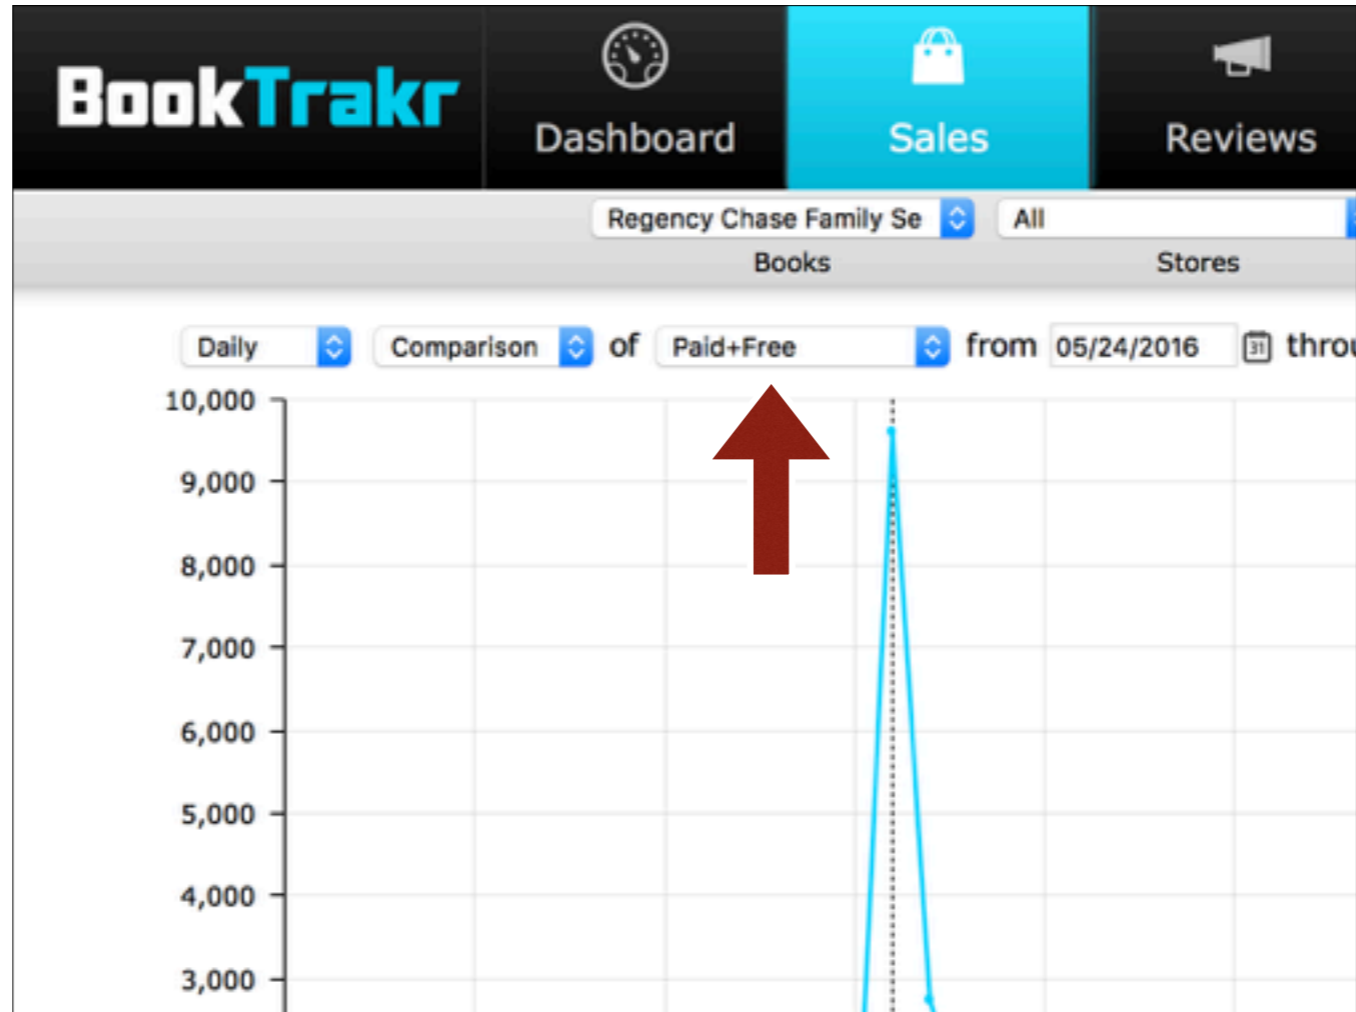 BookTrakr
Dashboard
Sales
Reviews
Regency Chase Family Se
All
Books
Stores
Daily
Comparison
of
Paid+Free
from
05/24/2016
31
throu
10,000
9,000
8,000
7,000
6,000
5,000
4,000
3,000